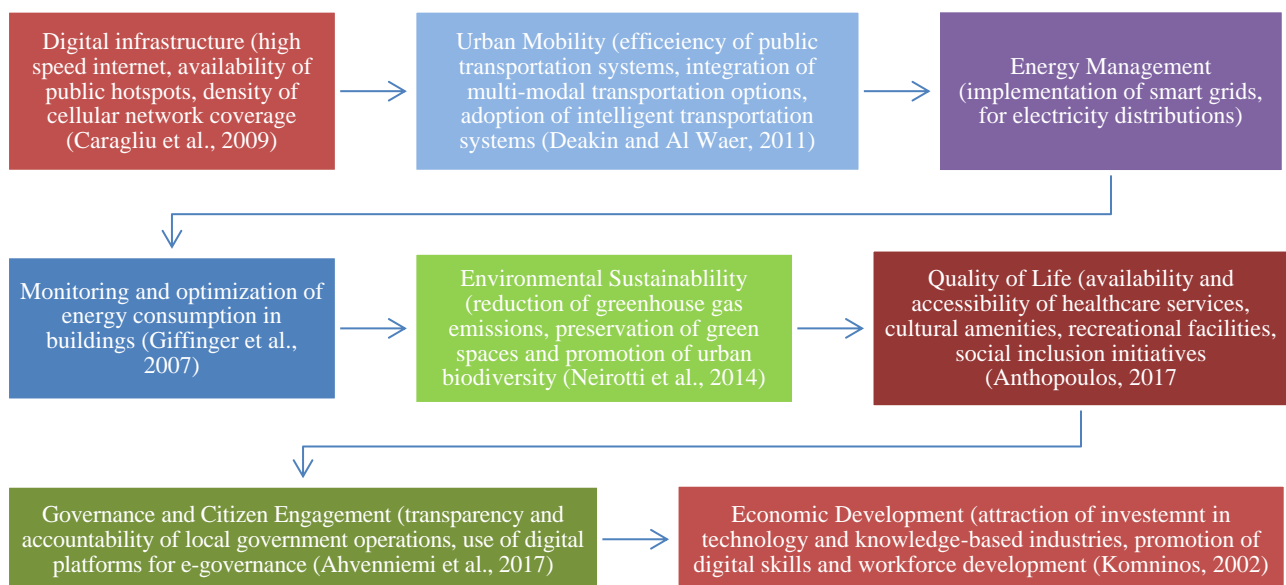 Digital infrastructure (high
speed internet, availability of
public hotspots, density of
cellular network coverage
(Caragliu et al., 2009)
Urban Mobility (efficeiency of public
transportation systems, integration of
multi-modal transportation options,
adoption of intelligent transportation
systems (Deakin and Al Waer, 2011)
Energy Management
(implementation of smart grids,
for electricity distributions)
Monitoring and optimization of
energy consumption in
buildings (Giffinger et al.,
2007)
Environmental Sustainablility
(reduction of greenhouse gas
emissions, preservation of green
spaces and promotion of urban
biodiversity (Neirotti et al., 2014)
Quality of Life (availability and
accessibility of healthcare services,
cultural amenities, recreational facilities,
social inclusion initiatives
(Anthopoulos, 2017
Governance and Citizen Engagement (transparency and
accountability of local government operations, use of digital
platforms for e-governance (Ahvenniemi et al., 2017)
Economic Development (attraction of investemnt in
technology and knowledge-based industries, promotion of
digital skills and workforce development (Komninos, 2002)